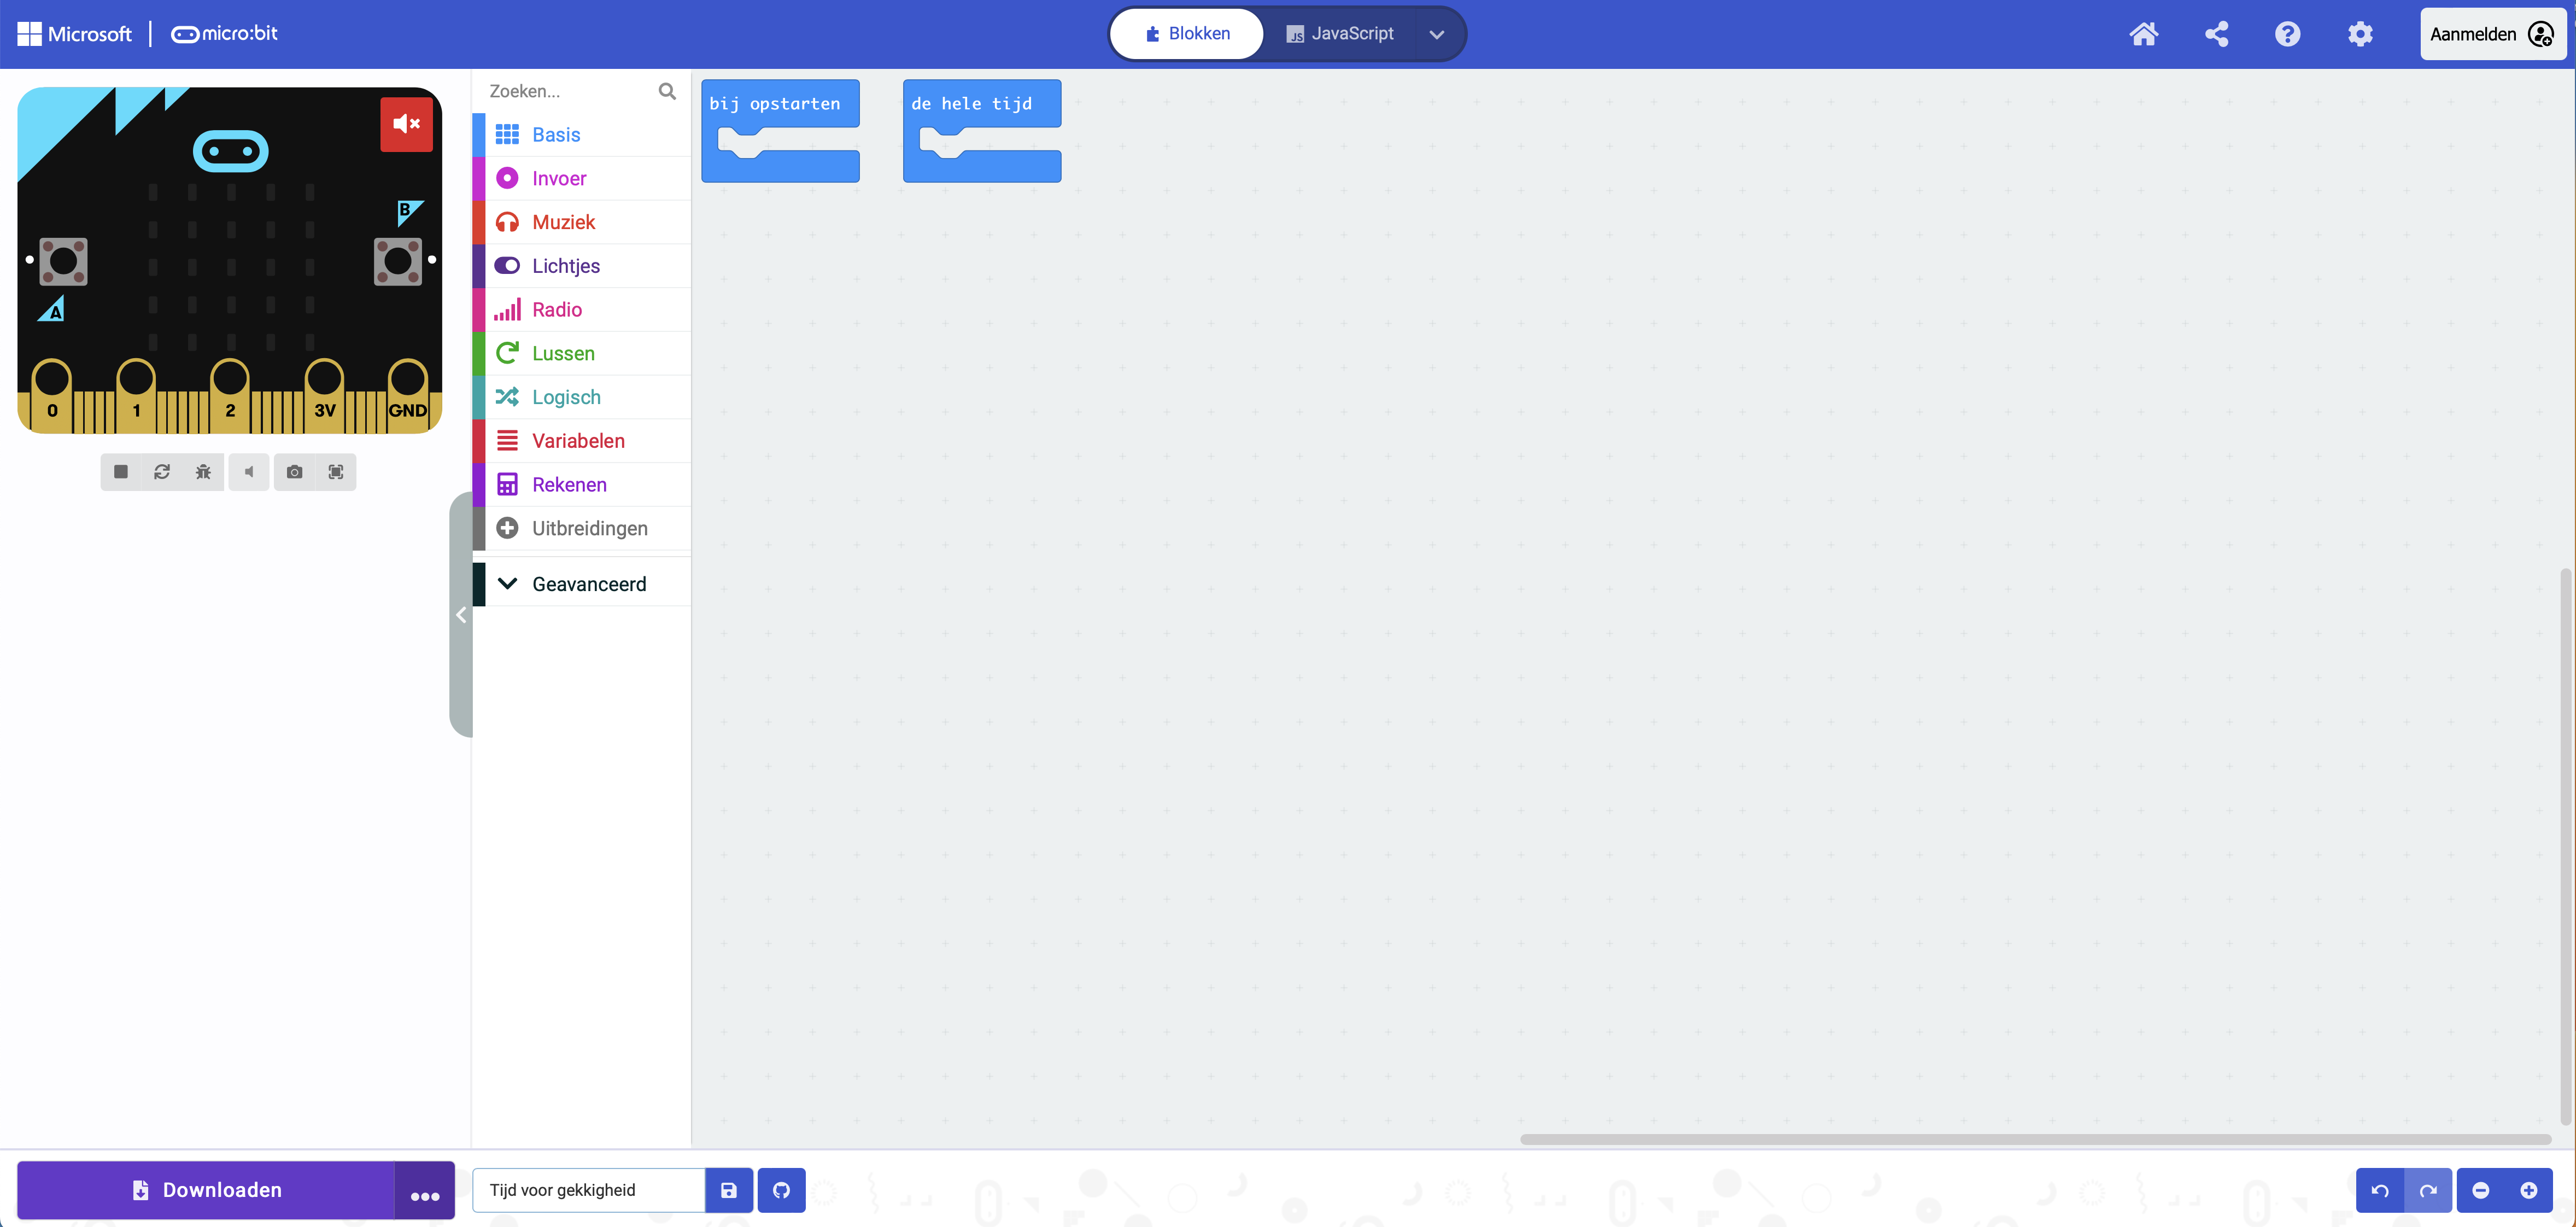 Microsoft
micro:bit
Blokken
JS JavaScript
Aanmelden
B
A
0
1
2
3V
GND
Zoeken...
Basis
Invoer
Muziek
Lichtjes
Radio
Lussen
Logisch
Variabelen
Rekenen
Uitbreidingen
Geavanceerd
bij opstarten
de hele tijd
Downloaden
Tijd voor gekkigheid